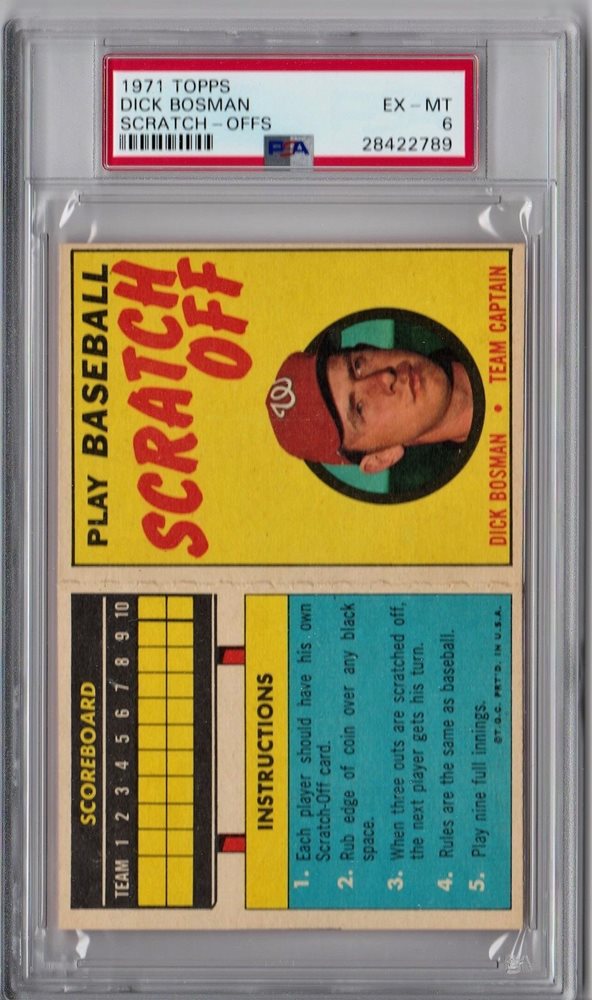 1971 TOPPS
DICK BOSMAN EX-MT
SCRATCH-OFFS 6
PSA 28422789
PLAY BASEBALL
SCRATCH
OFF
W
DICK BOSMAN • TEAM CAPTAIN
SCOREBOARD
TEAM 1 2 3 4 5 6 7 8 9 10
INSTRUCTIONS
1. Each player should have his own
Scratch-Off card.
2. Rub edge of coin over any black
space.
3. When three outs are scratched off,
the next player gets his turn.
4. Rules are the same as baseball.
5. Play nine full innings.
©T.C.G. PRT'D. IN U.S.A.